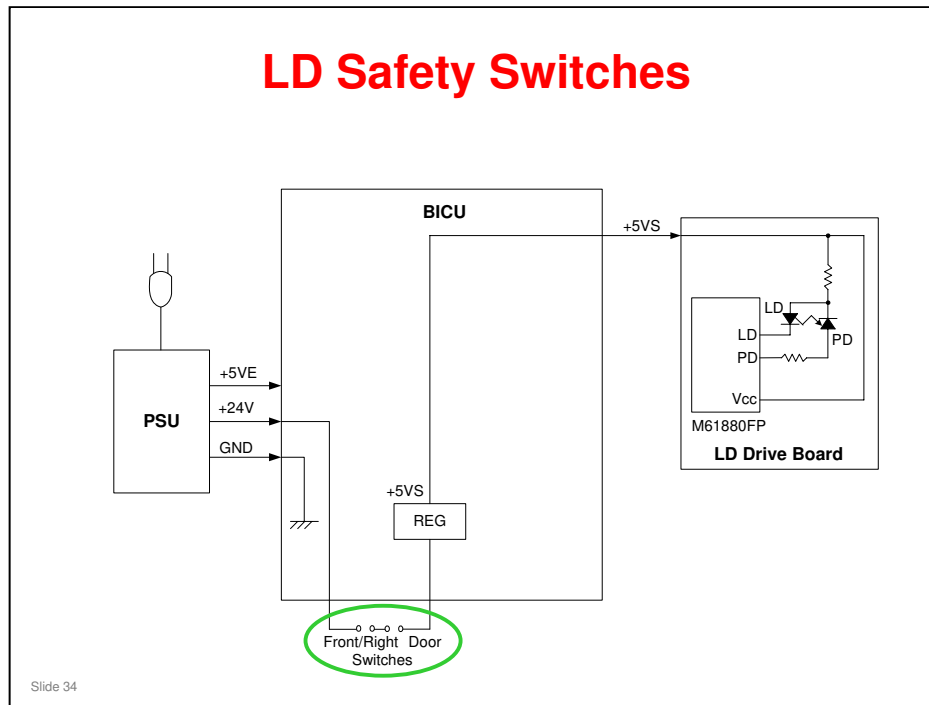 LD Safety Switches
BICU
+5VS
LD
LD
PD
PD
Vcc
M61880FP
LD Drive Board
+5VE
+24V
PSU
GND
+5VS
REG
Front/Right Door
Switches
Slide 34